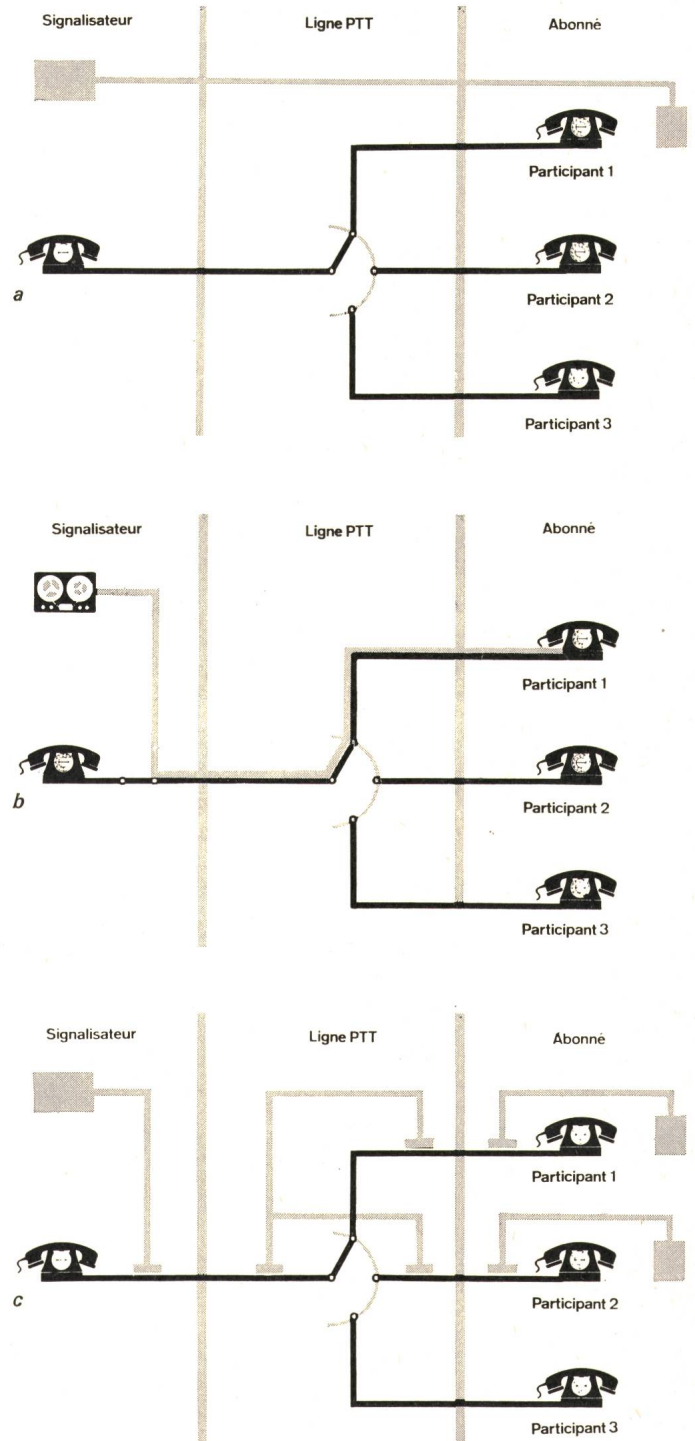 Signalisateur Ligne PTT Abonné
Participant 1
a
Participant 2
Participant 3
Signalisateur Ligne PTT Abonné
Participant 1
b
Participant 2
Participant 3
Signalisateur Ligne PTT Abonné
Participant 1
c
Participant 2
Participant 3